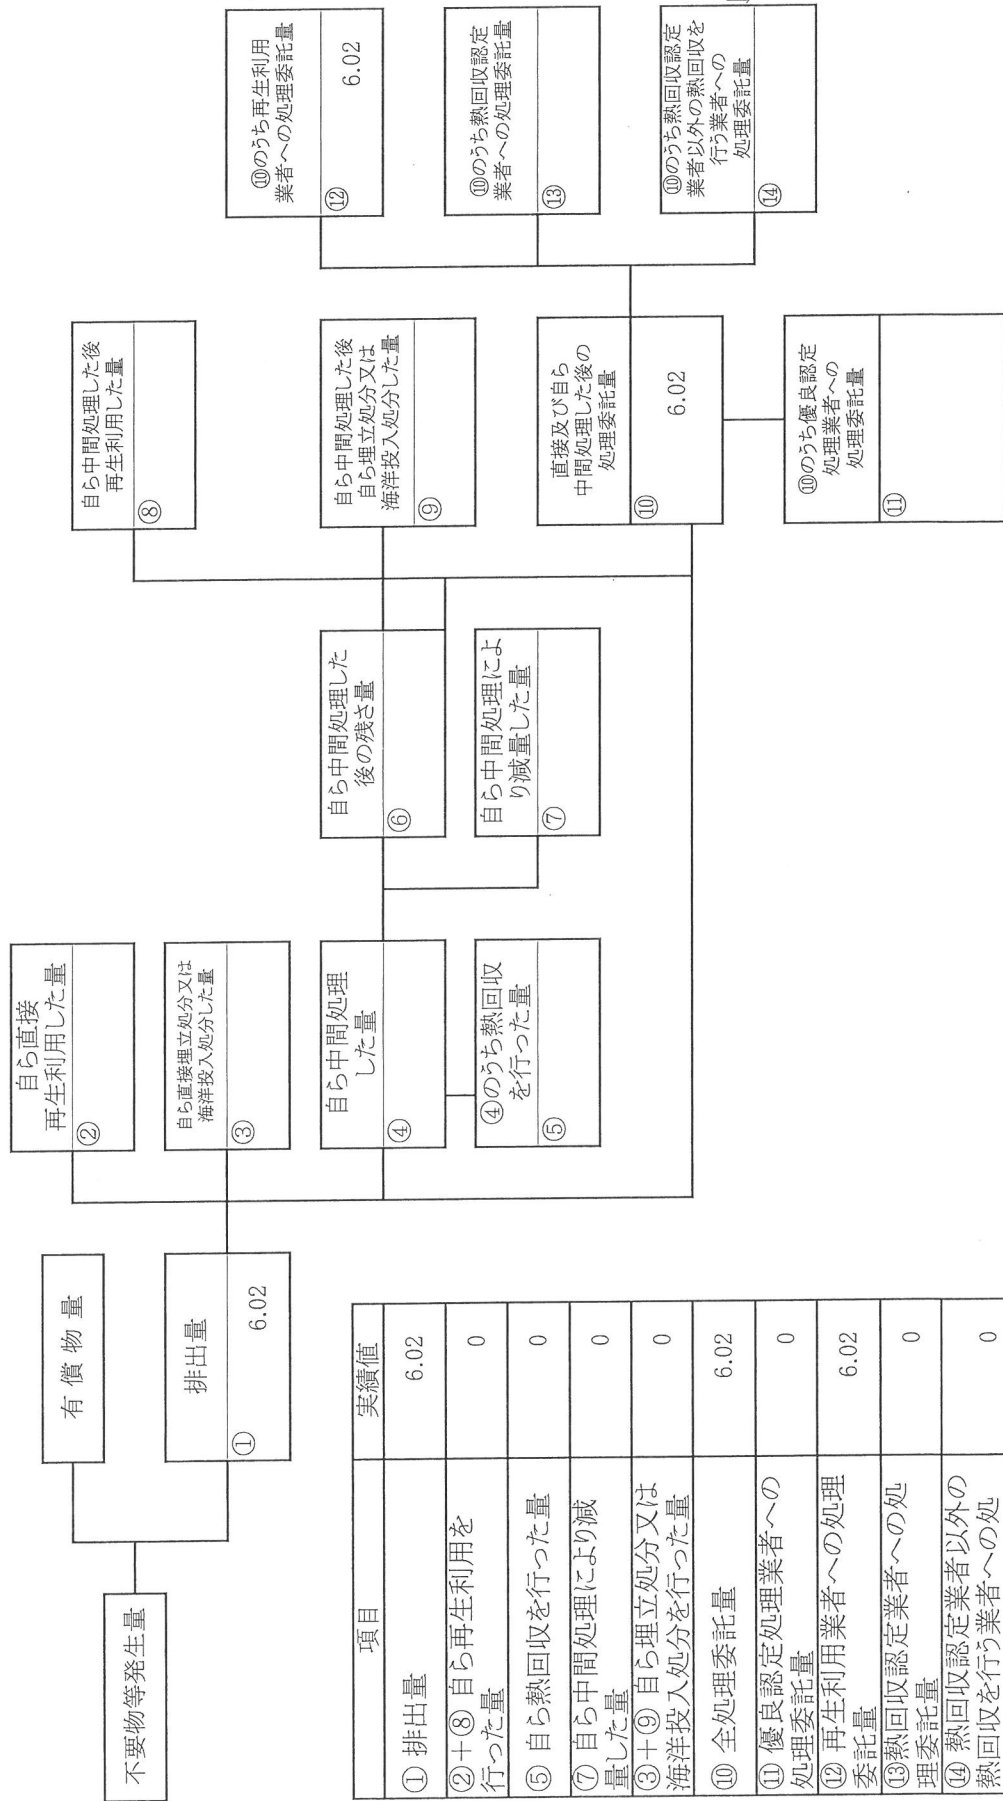 不要物等発生量
有償物量
排出量
①
6.02
自ら直接
再生利用した量
②
自ら直接埋立処分又は
海洋投入処分した量
③
自ら中間処理
した量
④
④のうち熱回収
を行った量
⑤
自ら中間処理した
後の残さ量
⑥
自ら中間処理によ
り減量した量
⑦
自ら中間処理した後
再生利用した量
⑧
自ら中間処理した後
自ら埋立処分又は
海洋投入処分した量
⑨
直接及び自ら
中間処理した後の
処理委託量
⑩
6.02
⑩のうち優良認定
処理業者への
処理委託量
⑪
⑩のうち再生利用
業者への処理委託量
⑫
6.02
⑩のうち熱回収認定
業者への処理委託量
⑬
⑩のうち熱回収認定
業者以外の熱回収を
行う業者への
処理委託量
⑭
項目
実績値
① 排出量
6.02
②+⑧ 自ら再生利用を
行った量
0
⑤ 自ら熱回収を行った量
0
⑦ 自ら中間処理により減
量した量
0
③+⑨ 自ら埋立処分又は
海洋投入処分を行った量
0
⑩ 全処理委託量
6.02
⑪ 優良認定処理業者への
処理委託量
0
⑫ 再生利用業者への処理
委託量
6.02
⑬熱回収認定業者への処
理委託量
0
⑭ 熱回収認定業者以外の
熱回収を行う業者への処
0